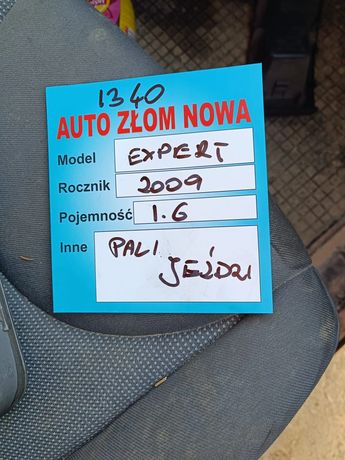 1340
AUTO ZŁOM NOWA
Model EXPERT
Rocznik 2009
Pojemność 1.6
Inne PALI
JEŹDZI